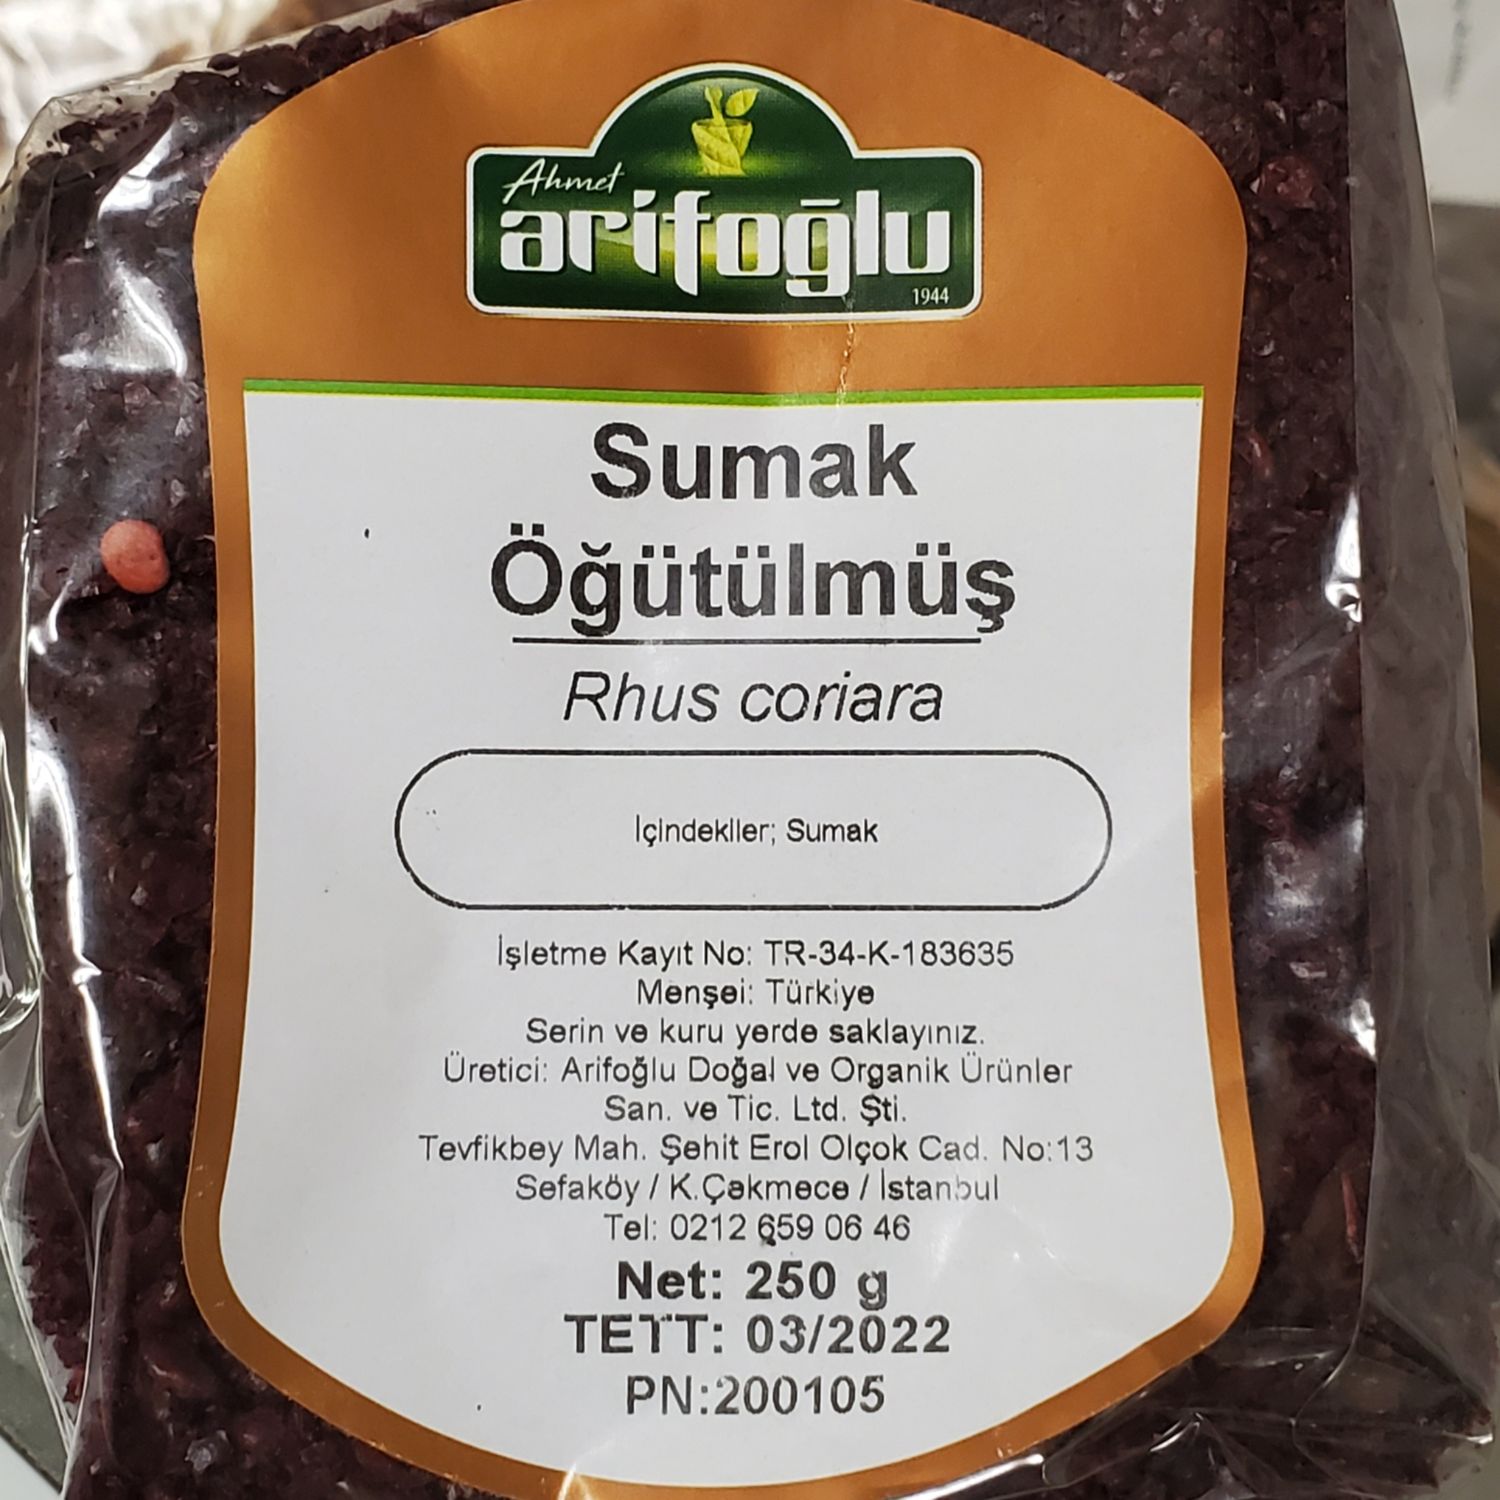 Ahmet
arifoğlu
1944
Sumak
Öğütülmüş
Rhus coriara
İçindekiler; Sumak
İşletme Kayıt No: TR-34-K-183635
Menşei: Türkiye
Serin ve kuru yerde saklayınız.
Üretici: Arifoğlu Doğal ve Organik Ürünler
San. ve Tic. Ltd. Şti.
Tevfikbey Mah. Şehit Erol Olçok Cad. No:13
Sefaköy / K.Çekmece / İstanbul
Tel: 0212 659 06 46
Net: 250 g
TETT: 03/2022
PN:200105